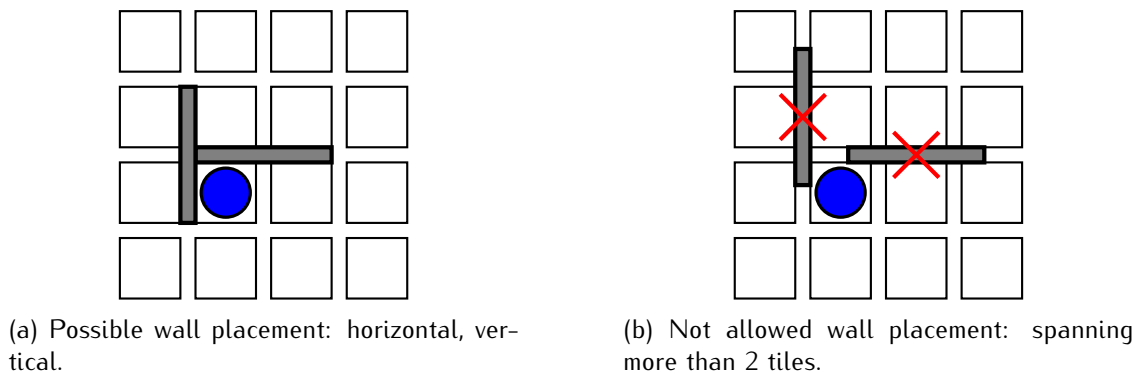 (a) Possible wall placement: horizontal, ver-
tical.
(b) Not allowed wall placement: spanning
more than 2 tiles.